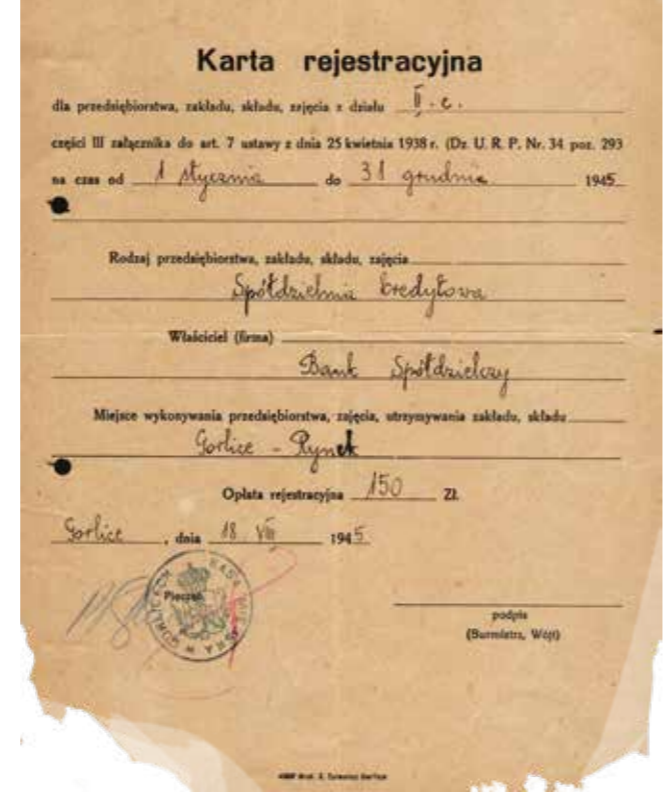 Karta rejestracyjna
dla przedsiębiorstwa, zakładu, składu, zajęcia z działu II. c.
części III załącznika do art. 7 ustawy z dnia 25 kwietnia 1938 r. (Dz. U. R. P. Nr. 34 poz. 293
na czas od 1 stycznia do 31 grudnia 1945
Rodzaj przedsiębiorstwa, zakładu, składu, zajęcia
Spółdzielnia kredytowa
Właściciel (firma)
Bank Spółdzielczy
Miejsce wykonywania przedsiębiorstwa, zajęcia, utrzymywania zakładu, składu
Gorlice - Rynek
Opłata rejestracyjna 150 Zł.
Gorlice, dnia 18 VIII 1945
Pieczęć
podpis
(Burmistrz, Wójt)